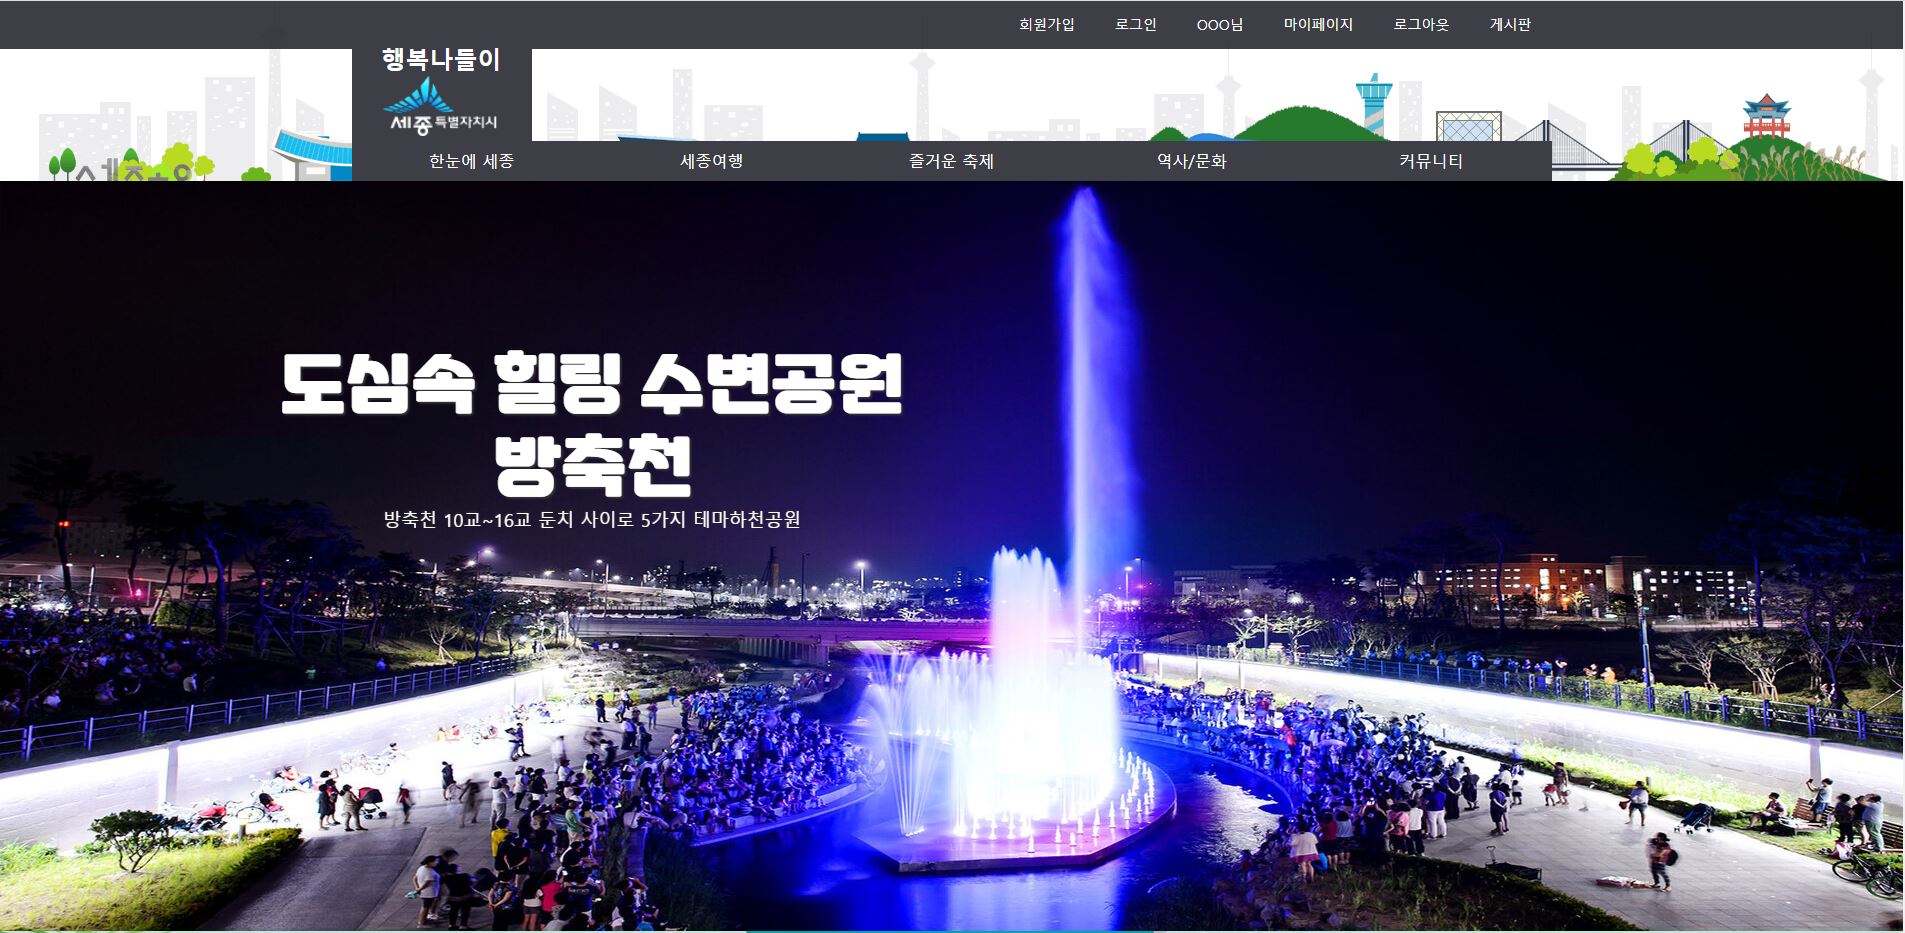 회원가입 로그인 OOO님 마이페이지 로그아웃 게시판
행복나들이
세종특별자치시
한눈에 세종 세종여행 즐거운 축제 역사/문화 커뮤니티
도심속 힐링 수변공원
방축천
방축천 10교~16교 둔치 사이로 5가지 테마하천공원